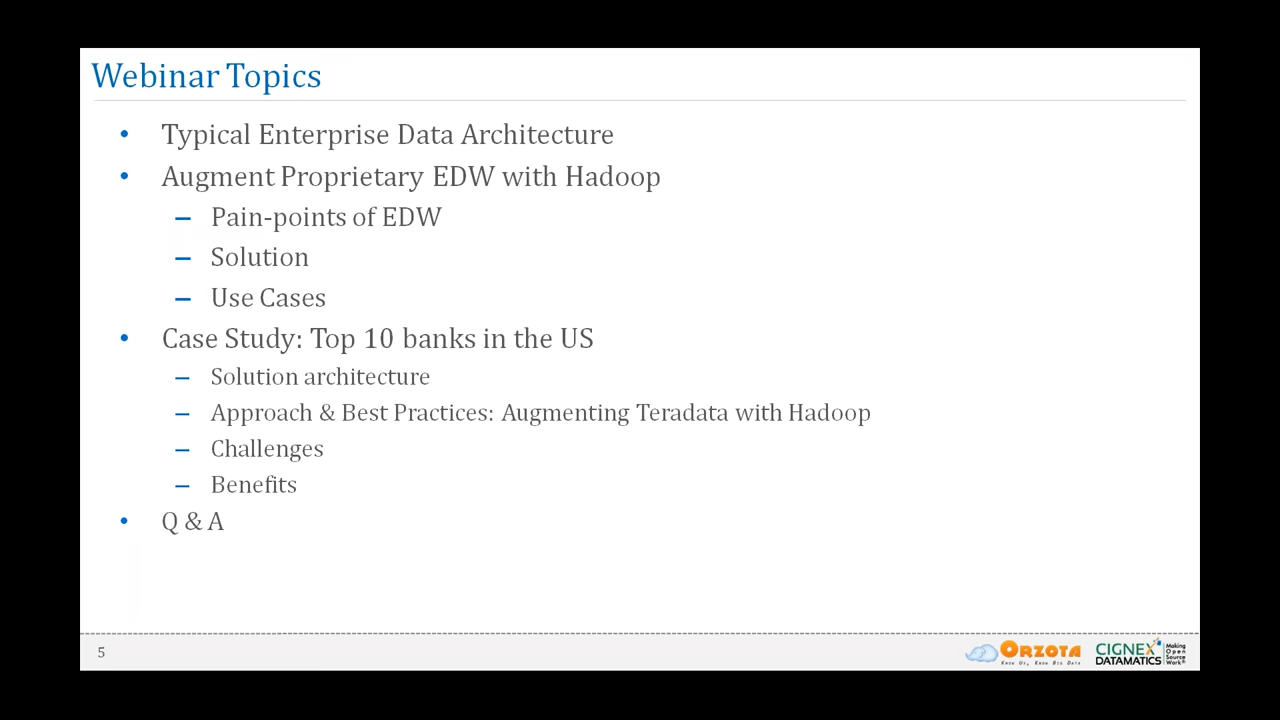 Webinar Topics
• Typical Enterprise Data Architecture
• Augment Proprietary EDW with Hadoop
– Pain-points of EDW
– Solution
– Use Cases
• Case Study: Top 10 banks in the US
– Solution architecture
– Approach & Best Practices: Augmenting Teradata with Hadoop
– Challenges
– Benefits
• Q & A
5
ORZOTA
Know Us, Know Big Data
CIGNEX
DATAMATICS
Making
Open
Source
Work®